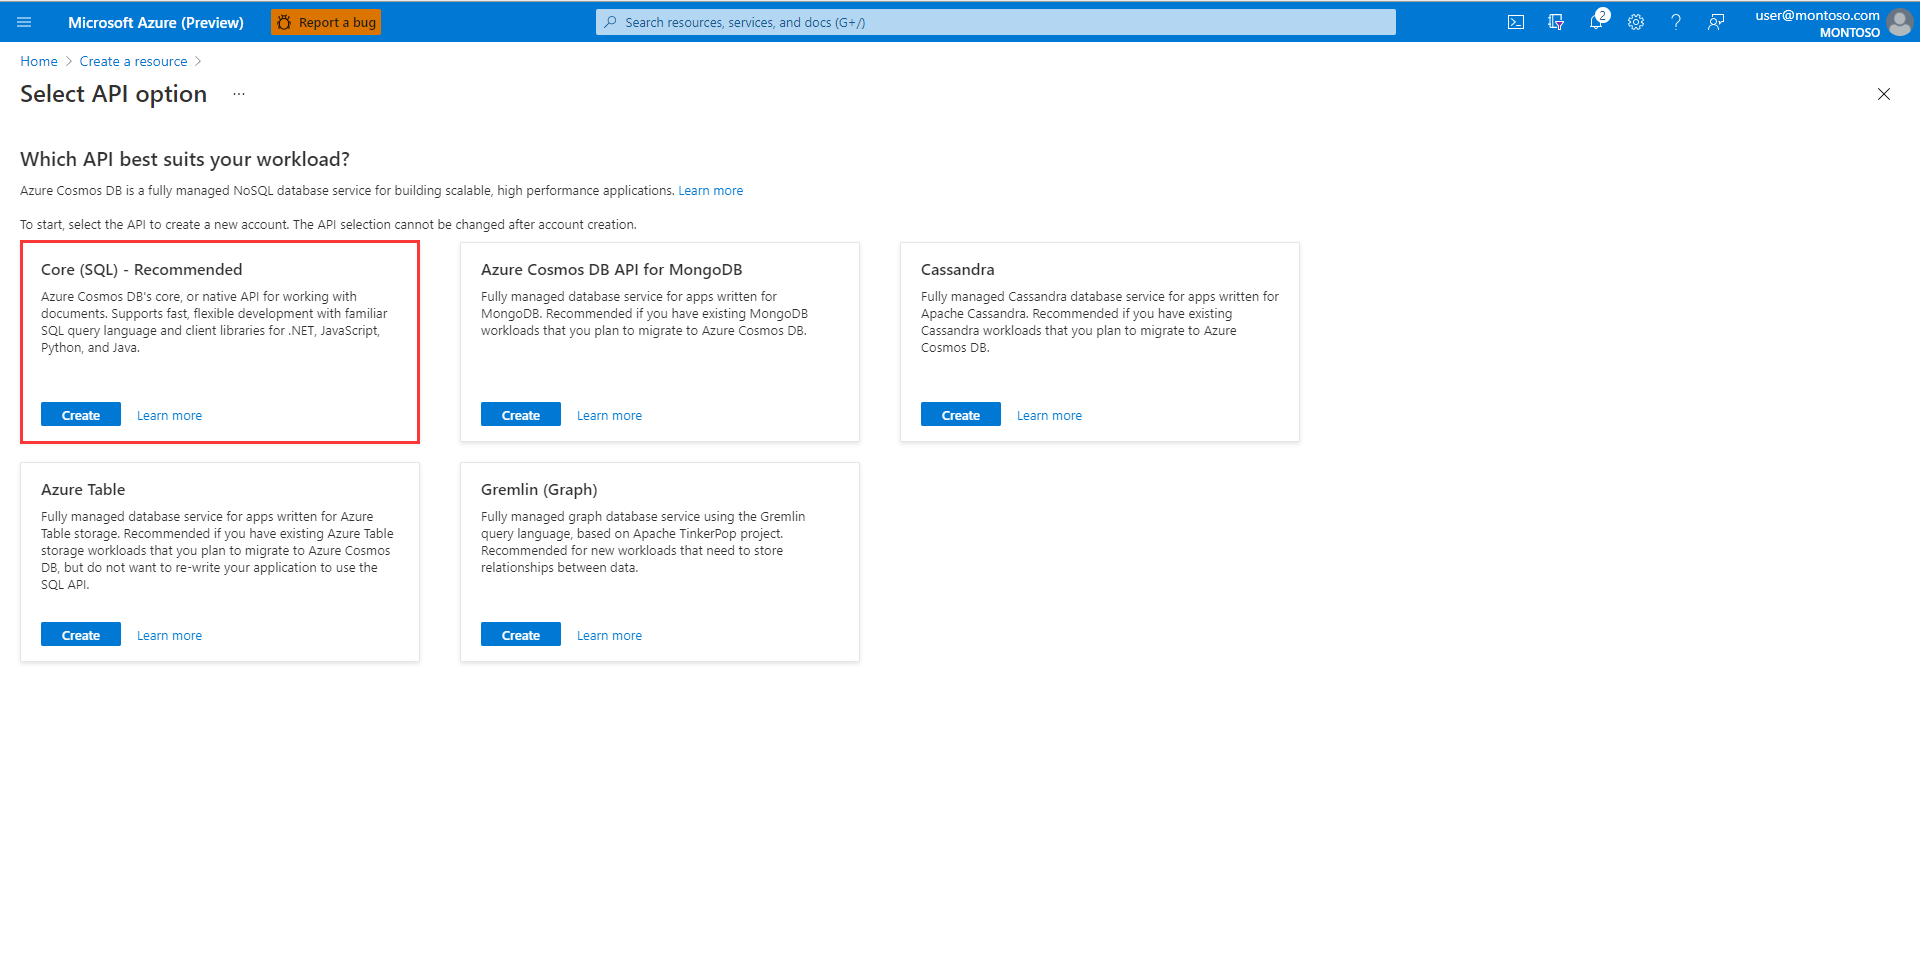 Microsoft Azure (Preview)
Report a bug
Search resources, services, and docs (G+/)
2
user@montoso.com
MONTOSO
Home > Create a resource >
Select API option ...
Which API best suits your workload?
Azure Cosmos DB is a fully managed NoSQL database service for building scalable, high performance applications. Learn more
To start, select the API to create a new account. The API selection cannot be changed after account creation.
Core (SQL) - Recommended
Azure Cosmos DB's core, or native API for working with
documents. Supports fast, flexible development with familiar
SQL query language and client libraries for .NET, JavaScript,
Python, and Java.
Create Learn more
Azure Cosmos DB API for MongoDB
Fully managed database service for apps written for
MongoDB. Recommended if you have existing MongoDB
workloads that you plan to migrate to Azure Cosmos DB.
Create Learn more
Cassandra
Fully managed Cassandra database service for apps written for
Apache Cassandra. Recommended if you have existing
Cassandra workloads that you plan to migrate to Azure
Cosmos DB.
Create Learn more
Azure Table
Fully managed database service for apps written for Azure
Table storage. Recommended if you have existing Azure Table
storage workloads that you plan to migrate to Azure Cosmos
DB, but do not want to re-write your application to use the
SQL API.
Create Learn more
Gremlin (Graph)
Fully managed graph database service using the Gremlin
query language, based on Apache TinkerPop project.
Recommended for new workloads that need to store
relationships between data.
Create Learn more